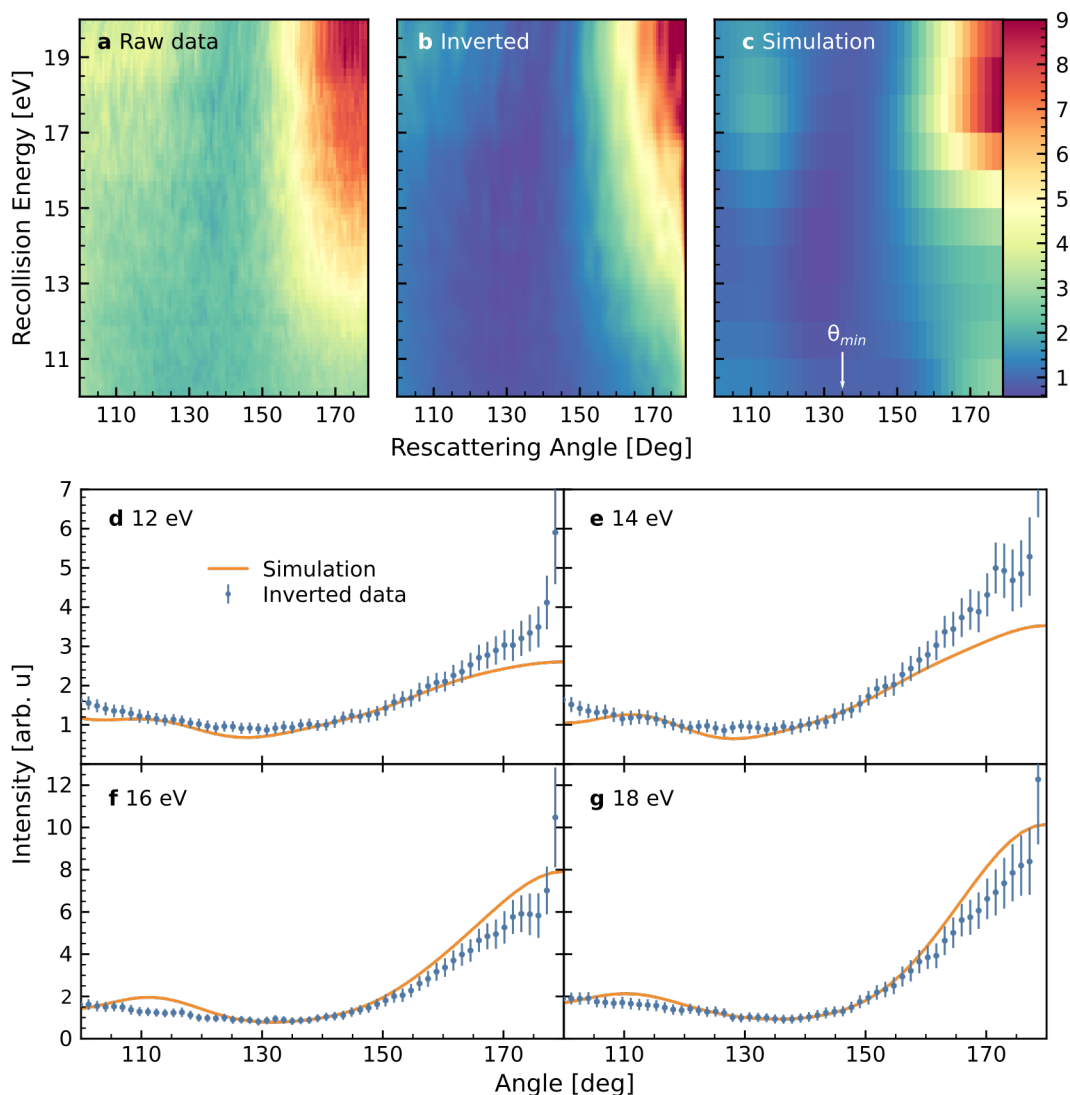 a Raw data
b Inverted
c Simulation
Recollision Energy [eV]
19
17
15
13
11
θmin
9
8
7
6
5
4
3
2
1
110 130 150 170
110 130 150 170
110 130 150 170
Rescattering Angle [Deg]
d 12 eV
Simulation
Inverted data
e 14 eV
7
6
5
4
3
2
1
Intensity [arb. u]
f 16 eV
g 18 eV
12
10
8
6
4
2
0
110 130 150 170
110 130 150 170
Angle [deg]